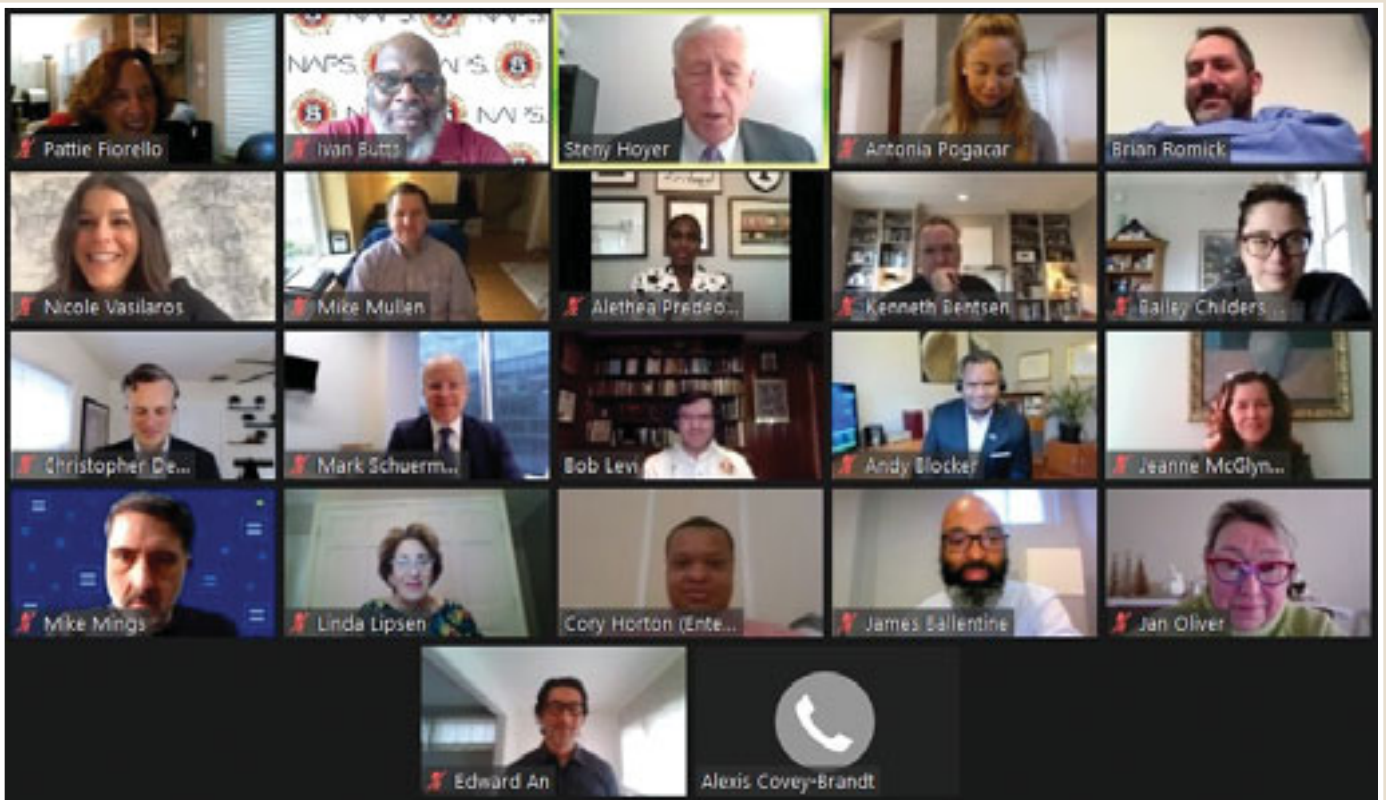 Pattie Fiorello
NAPS.
Ivan Butts
Steny Hoyer
Antonia Pogacar
Brian Romick
Nicole Vasilaros
Mike Mullen
Alethea Predeo...
Kenneth Bentsen
Bailey Childers ...
Christopher De...
Mark Schuerm...
Bob Levi
Andy Blocker
Jeanne McGlyn...
Mike Mings
Linda Lipsen
Cory Horton (Ente...
James Ballentine
Jan Oliver
Edward An
Alexis Covey-Brandt